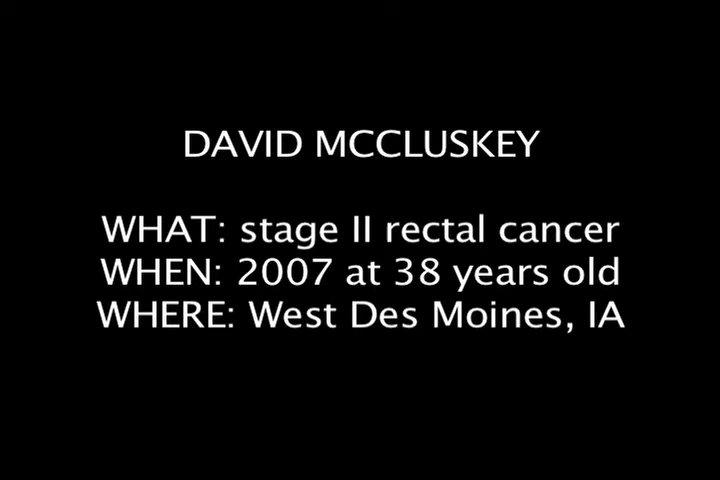 DAVID MCCLUSKEY
WHAT: stage II rectal cancer
WHEN: 2007 at 38 years old
WHERE: West Des Moines, IA